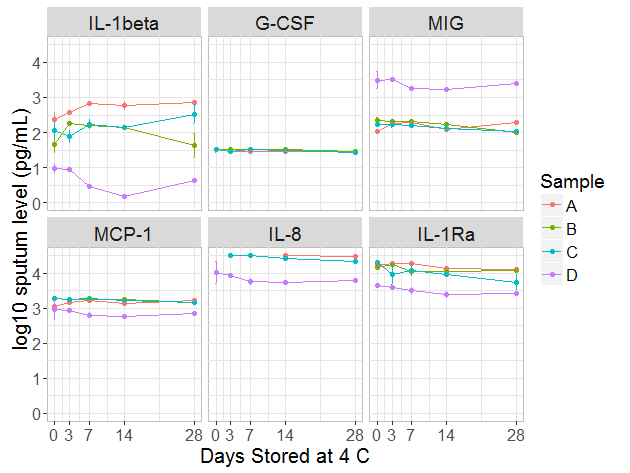 IL-1beta G-CSF MIG
4
3
2
1
0
MCP-1 IL-8 IL-1Ra
4
3
2
1
0
0 3 7 14 28 0 3 7 14 28 0 3 7 14 28
Days Stored at 4 C
log10 sputum level (pg/mL)
Sample
A
B
C
D